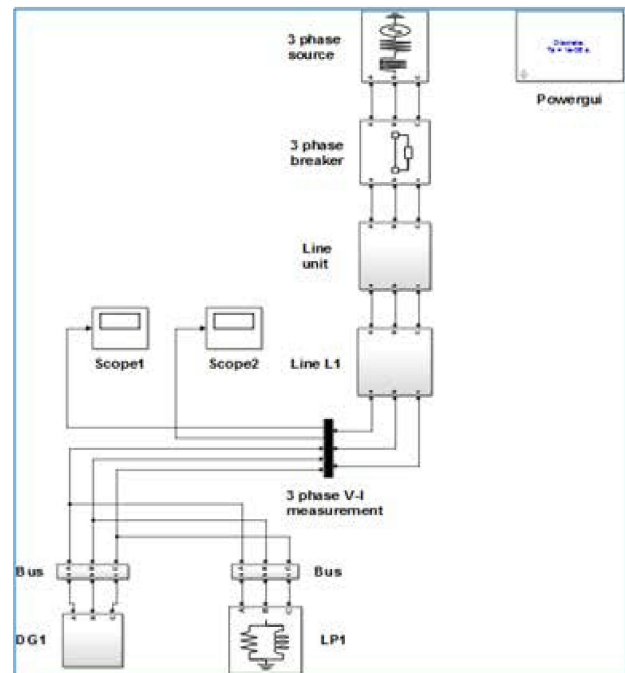 3 phase
source
Discrete
Powergui
3 phase
breaker
Line
unit
Scope1
Scope2
Line L1
3 phase V-I
measurement
Bus
Bus
DG1
LP1